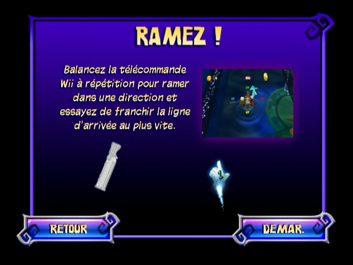 RAMEZ !
Balancez la télécommande
Wii à répétition pour ramer
dans une direction et
essayez de franchir la ligne
d'arrivée au plus vite.
RETOUR
DEMAR.